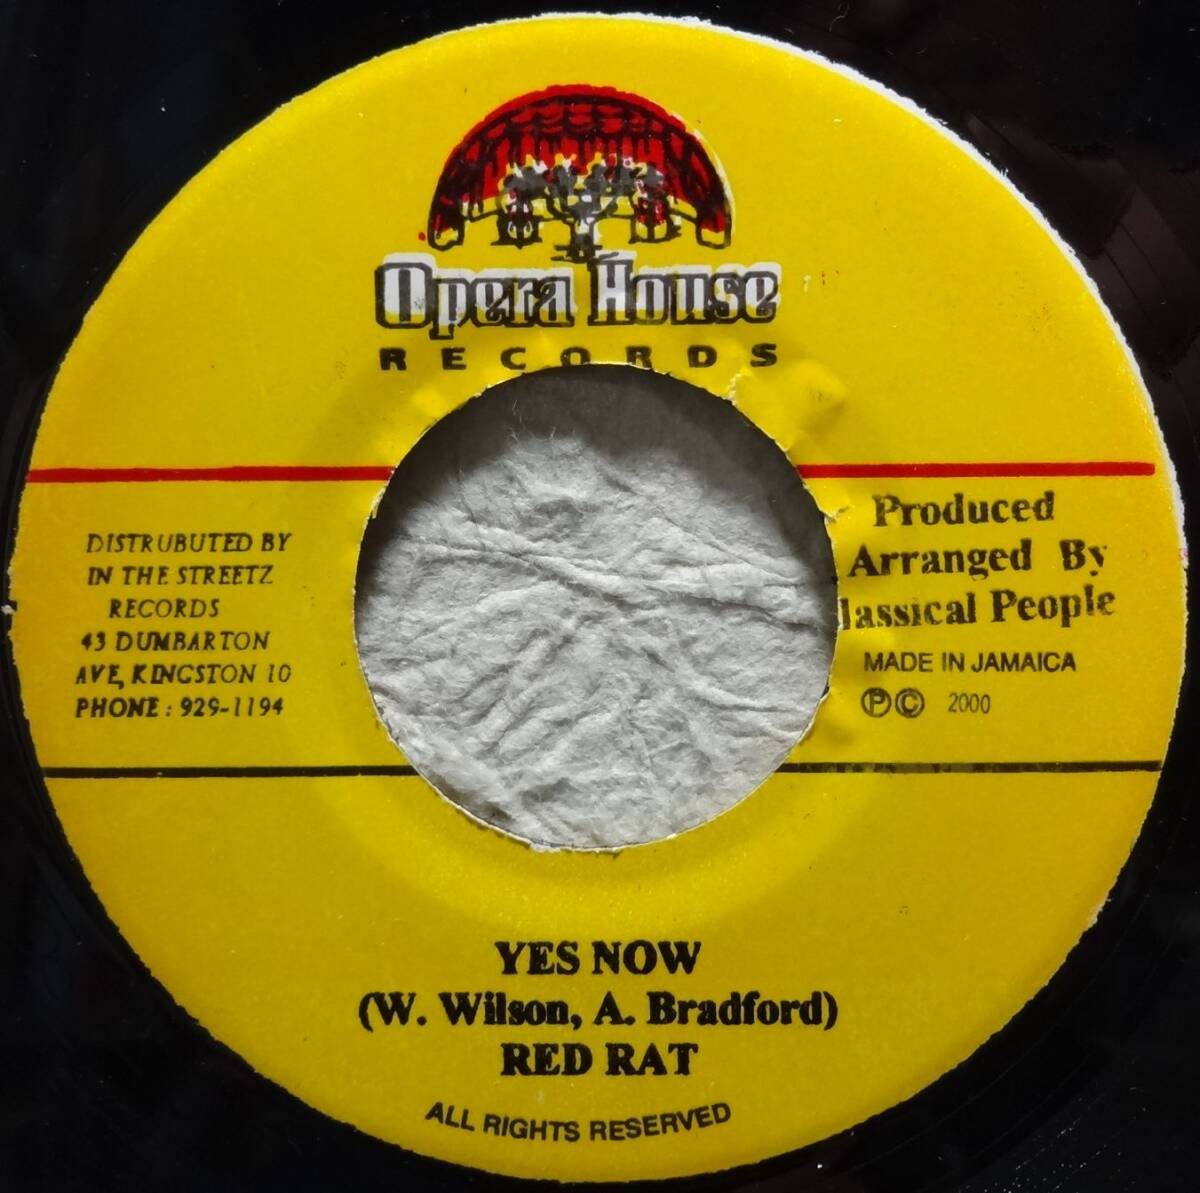 Opera House
RECORDS
DISTRUBUTED BY
IN THE STREETZ
RECORDS
43 DUMBARTON
AVE, KINGSTON 10
PHONE : 929-1194
Produced
Arranged By
lassical People
MADE IN JAMAICA
Ⓟ© 2000
YES NOW
(W. Wilson, A. Bradford)
RED RAT
ALL RIGHTS RESERVED